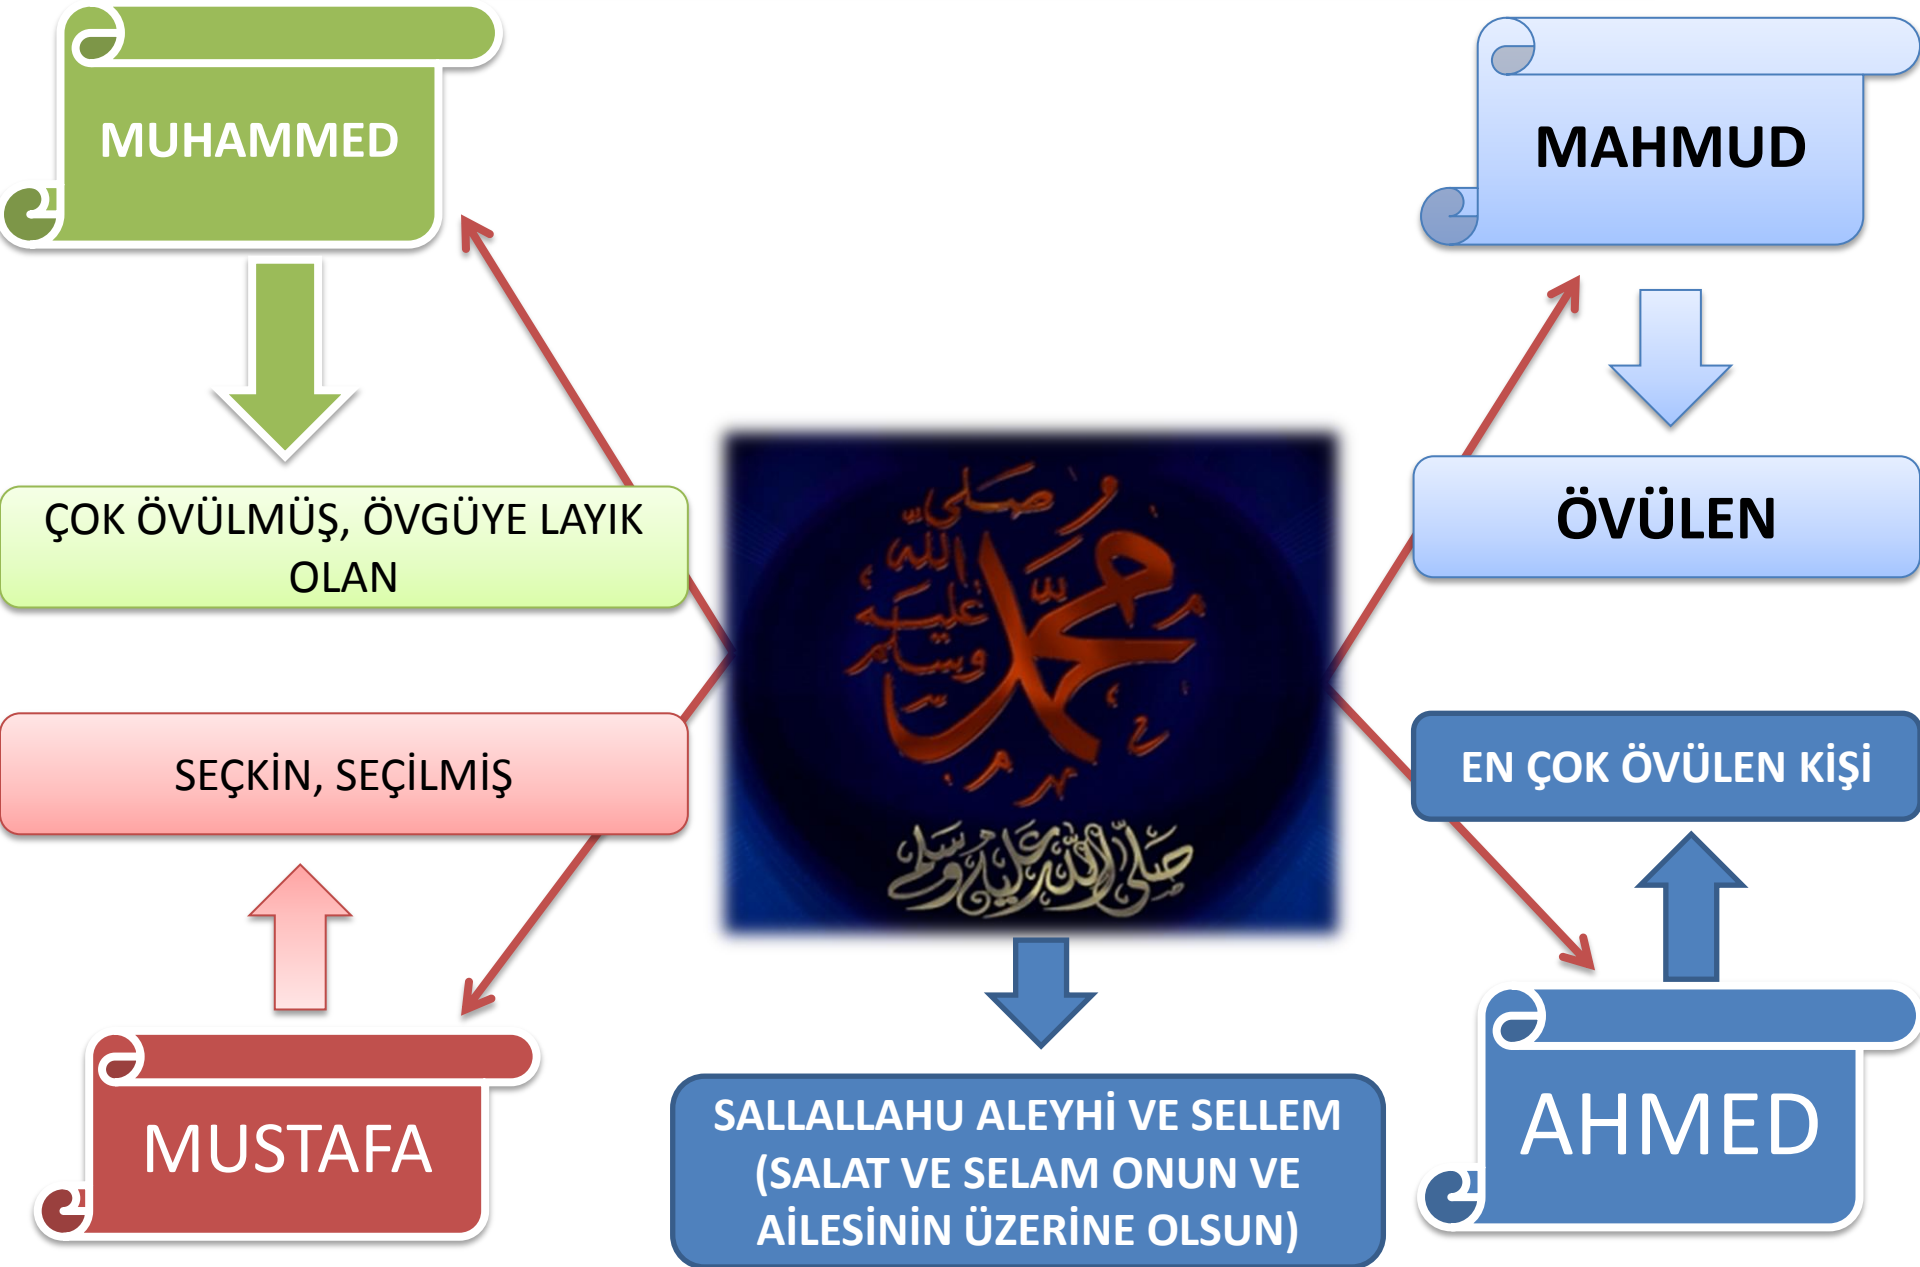 MUHAMMED
MAHMUD
ÇOK ÖVÜLMÜŞ, ÖVGÜYE LAYIK
OLAN
ÖVÜLEN
صلى الله عليه وسلم
محمد
صلى الله عليه وسلم
SEÇKİN, SEÇİLMİŞ
EN ÇOK ÖVÜLEN KİŞİ
MUSTAFA
SALLALLAHU ALEYHİ VE SELLEM
(SALAT VE SELAM ONUN VE
AİLESİNİN ÜZERİNE OLSUN)
AHMED